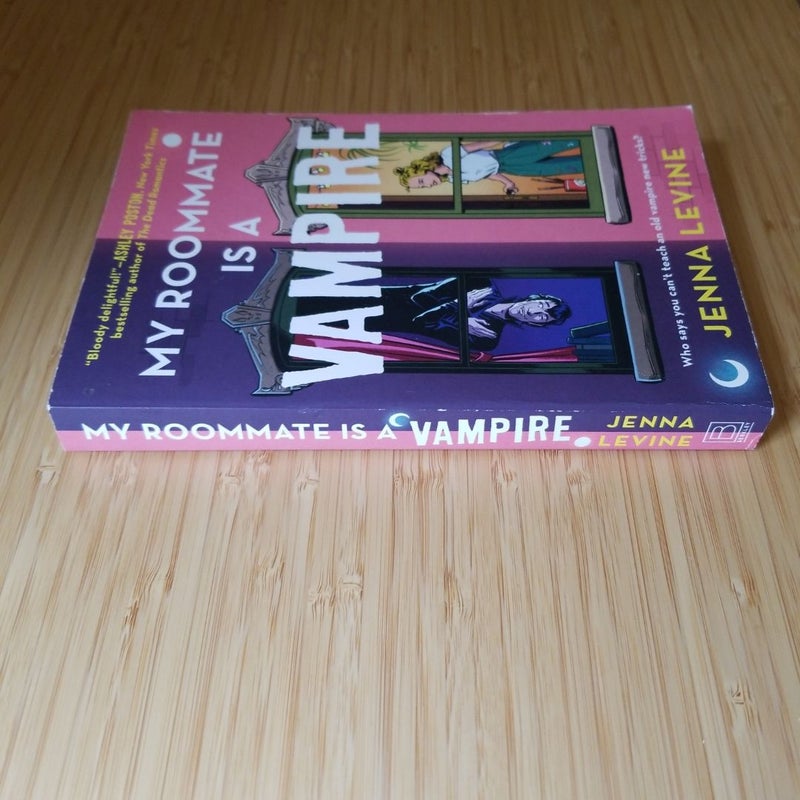 "Bloody delightful!"—ASHLEY POSTON, New York Times
bestselling author of The Dead Romantics
MY ROOMMATE
IS A
VAMPIRE
Who says you can't teach an old vampire new tricks?
JENNA LEVINE
MY ROOMMATE IS A VAMPIRE. JENNA
LEVINE
B
BERKLEY